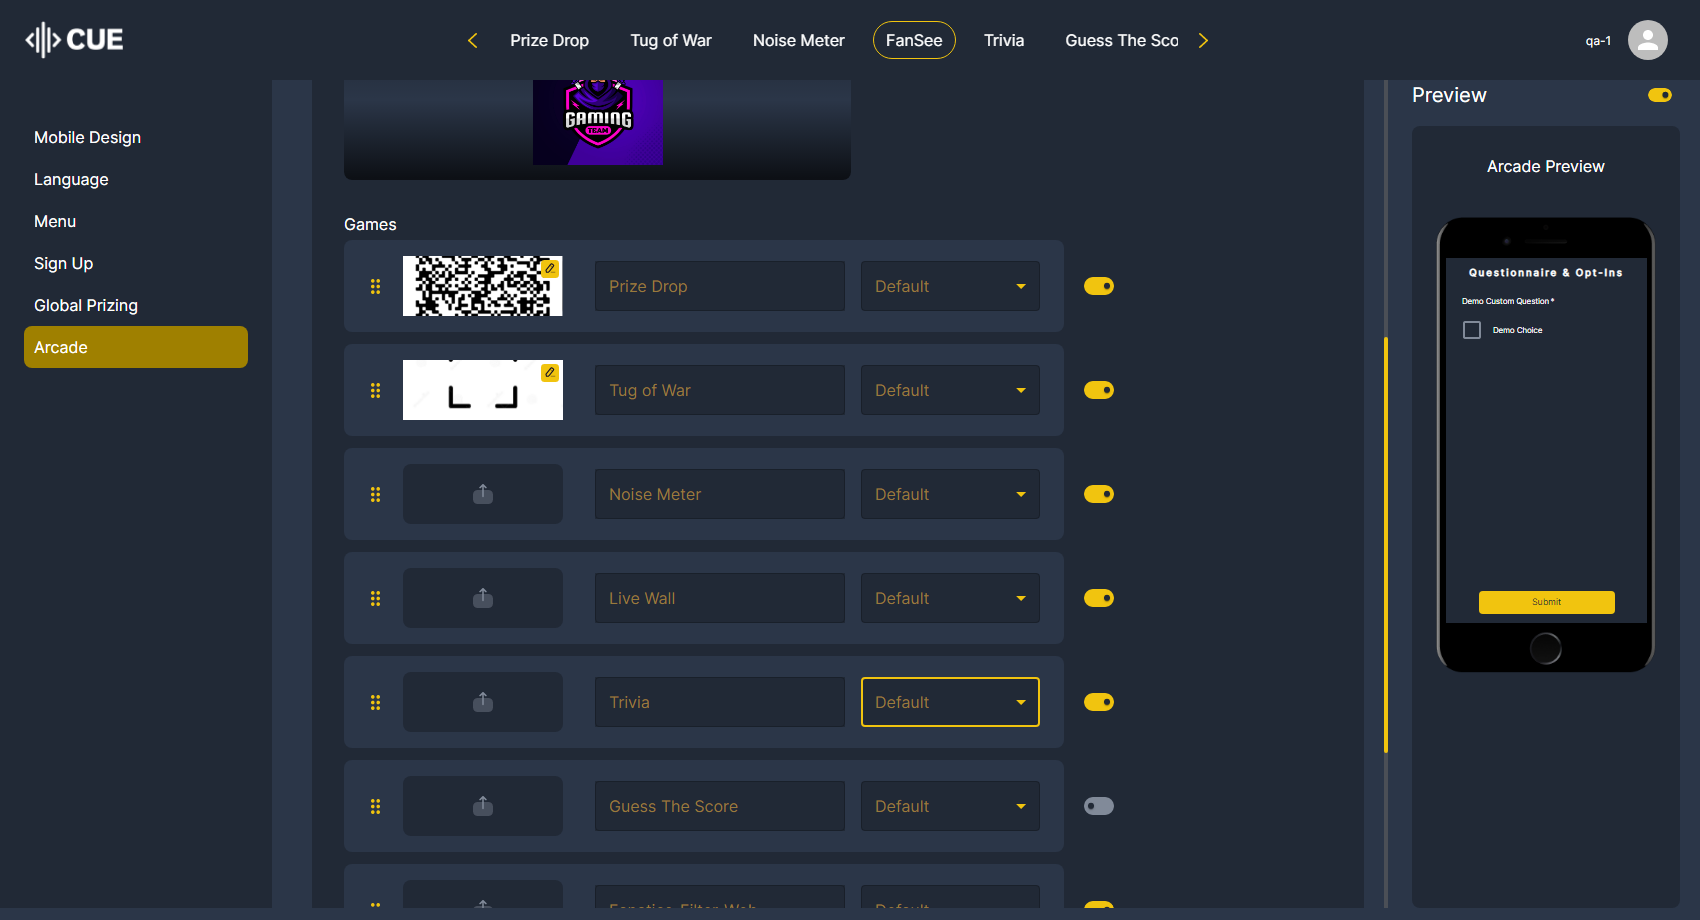 CUE
Prize Drop
Tug of War
Noise Meter
FanSee
Trivia
Guess The Sco
qa-1
Mobile Design
Language
Menu
Sign Up
Global Prizing
Arcade
GAMING
TEAM
Games
Prize Drop
Default
Tug of War
Default
Noise Meter
Default
Live Wall
Default
Trivia
Default
Guess The Score
Default
Preview
Arcade Preview
Questionnaire & Opt-Ins
Demo Custom Question *
Demo Choice
Submit